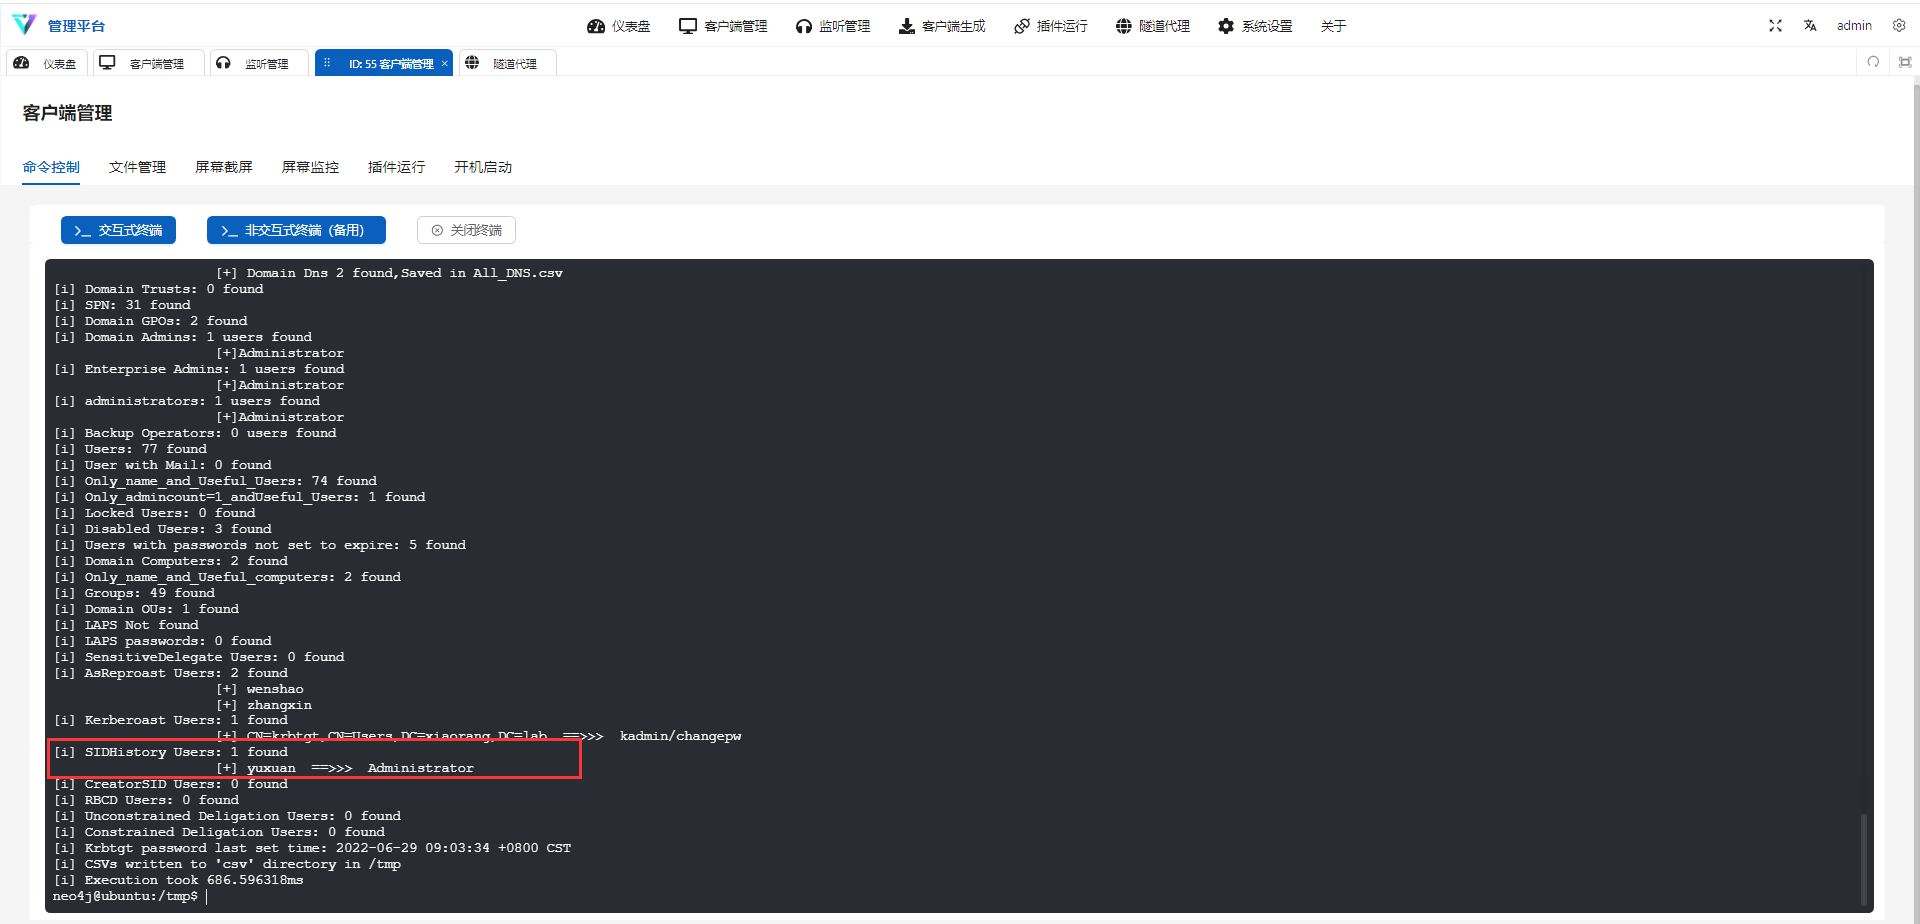 管理平台
仪表盘
客户端管理
监听管理
客户端生成
插件运行
隧道代理
系统设置
关于
admin
仪表盘
客户端管理
监听管理
ID: 55 客户端管理 ×
隧道代理
客户端管理
命令控制
文件管理
屏幕截屏
屏幕监控
插件运行
开机启动
>_ 交互式终端
>_ 非交互式终端（备用）
关闭终端
[+] Domain Dns 2 found,Saved in All_DNS.csv
[i] Domain Trusts: 0 found
[i] SPN: 31 found
[i] Domain GPOs: 2 found
[i] Domain Admins: 1 users found
[+]Administrator
[i] Enterprise Admins: 1 users found
[+]Administrator
[i] administrators: 1 users found
[+]Administrator
[i] Backup Operators: 0 users found
[i] Users: 77 found
[i] User with Mail: 0 found
[i] Only_name_and_Useful_Users: 74 found
[i] Only_admincount=1_andUseful_Users: 1 found
[i] Locked Users: 0 found
[i] Disabled Users: 3 found
[i] Users with passwords not set to expire: 5 found
[i] Domain Computers: 2 found
[i] Only_name_and_Useful_computers: 2 found
[i] Groups: 49 found
[i] Domain OUs: 1 found
[i] LAPS Not found
[i] LAPS passwords: 0 found
[i] SensitiveDelegate Users: 0 found
[i] AsReproast Users: 2 found
[+] wenshao
[+] zhangxin
[i] Kerberoast Users: 1 found
[+] CN=krbtgt,CN=Users,DC=xiaorang,DC=lab ==>>> kadmin/changepw
[i] SIDHistory Users: 1 found
[+] yuxuan ==>>> Administrator
[i] CreatorSID Users: 0 found
[i] RBCD Users: 0 found
[i] Unconstrained Deligation Users: 0 found
[i] Constrained Deligation Users: 0 found
[i] Krbtgt password last set time: 2022-06-29 09:03:34 +0800 CST
[i] CSVs written to 'csv' directory in /tmp
[i] Execution took 686.596318ms
neo4j@ubuntu:/tmp$